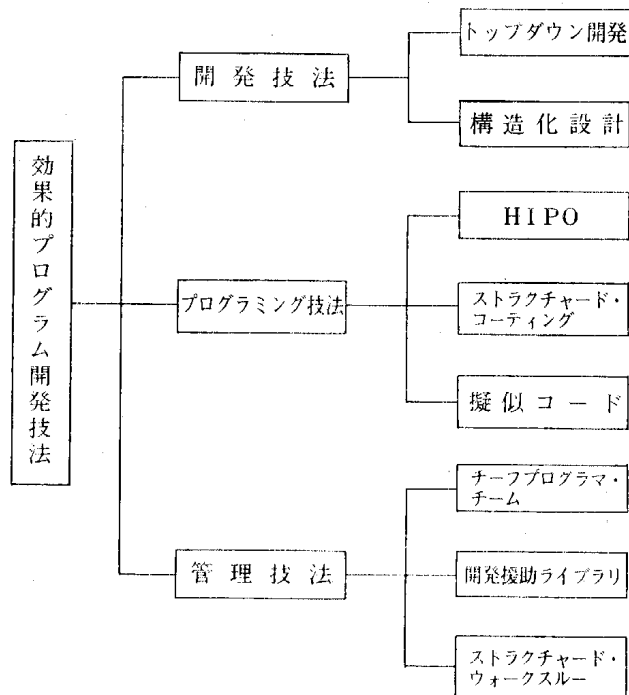 効果的プログラム開発技法
開発技法
トップダウン開発
構造化設計
プログラミング技法
HIPO
ストラクチャード・
コーティング
擬似コード
管理技法
チーフプログラマ・
チーム
開発援助ライブラリ
ストラクチャード・
ウォークスルー